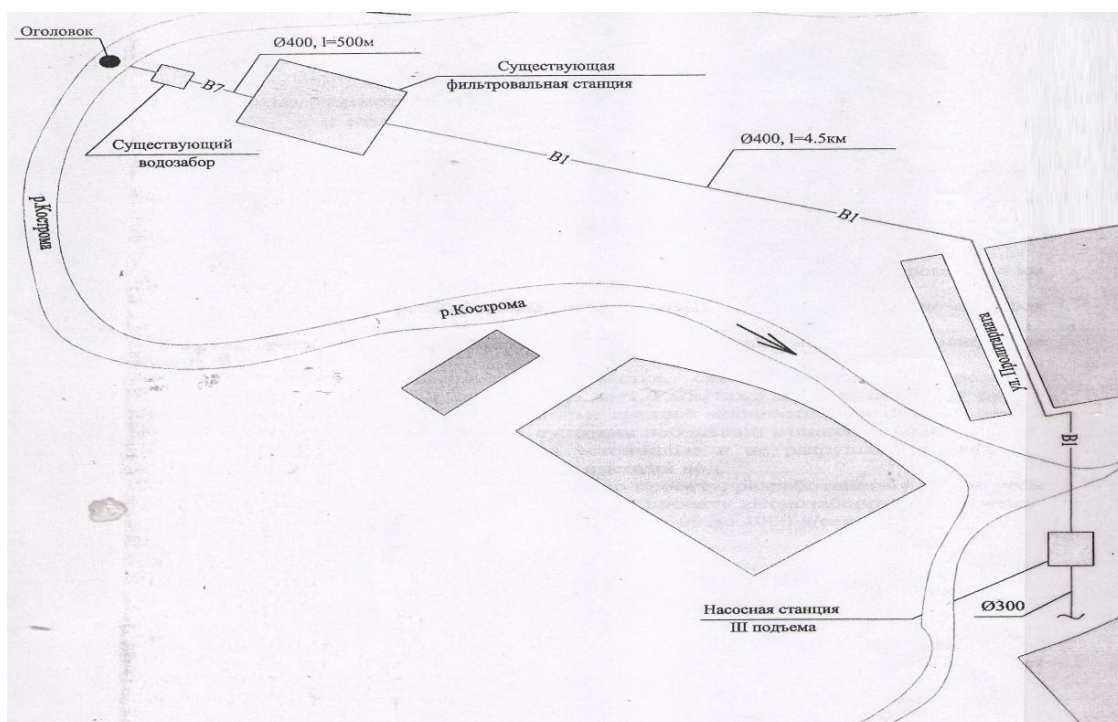 Оголовок
Ø400, l=500м
Существующая
фильтровальная станция
В7
Существующий
водозабор
В1
Ø400, l=4.5км
В1
р.Кострома
р.Кострома
ул. Пролитариата
В1
Насосная станция
III подъема
Ø300